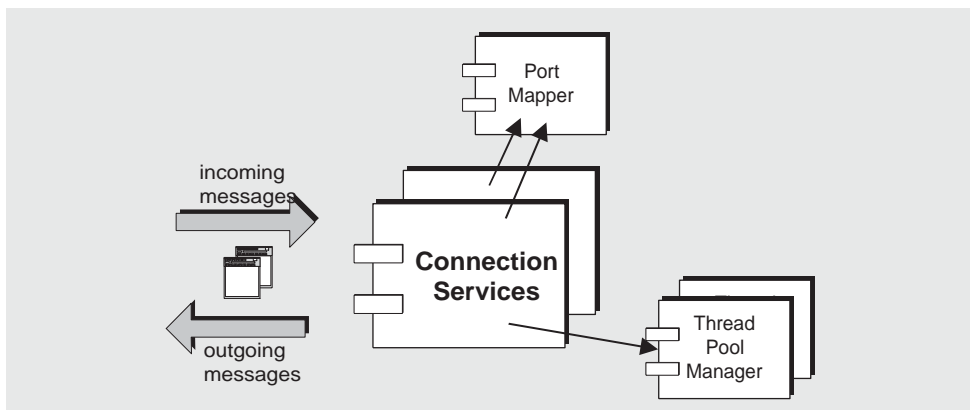 Port
Mapper
incoming
messages
Connection
Services
Thread
Pool
Manager
outgoing
messages